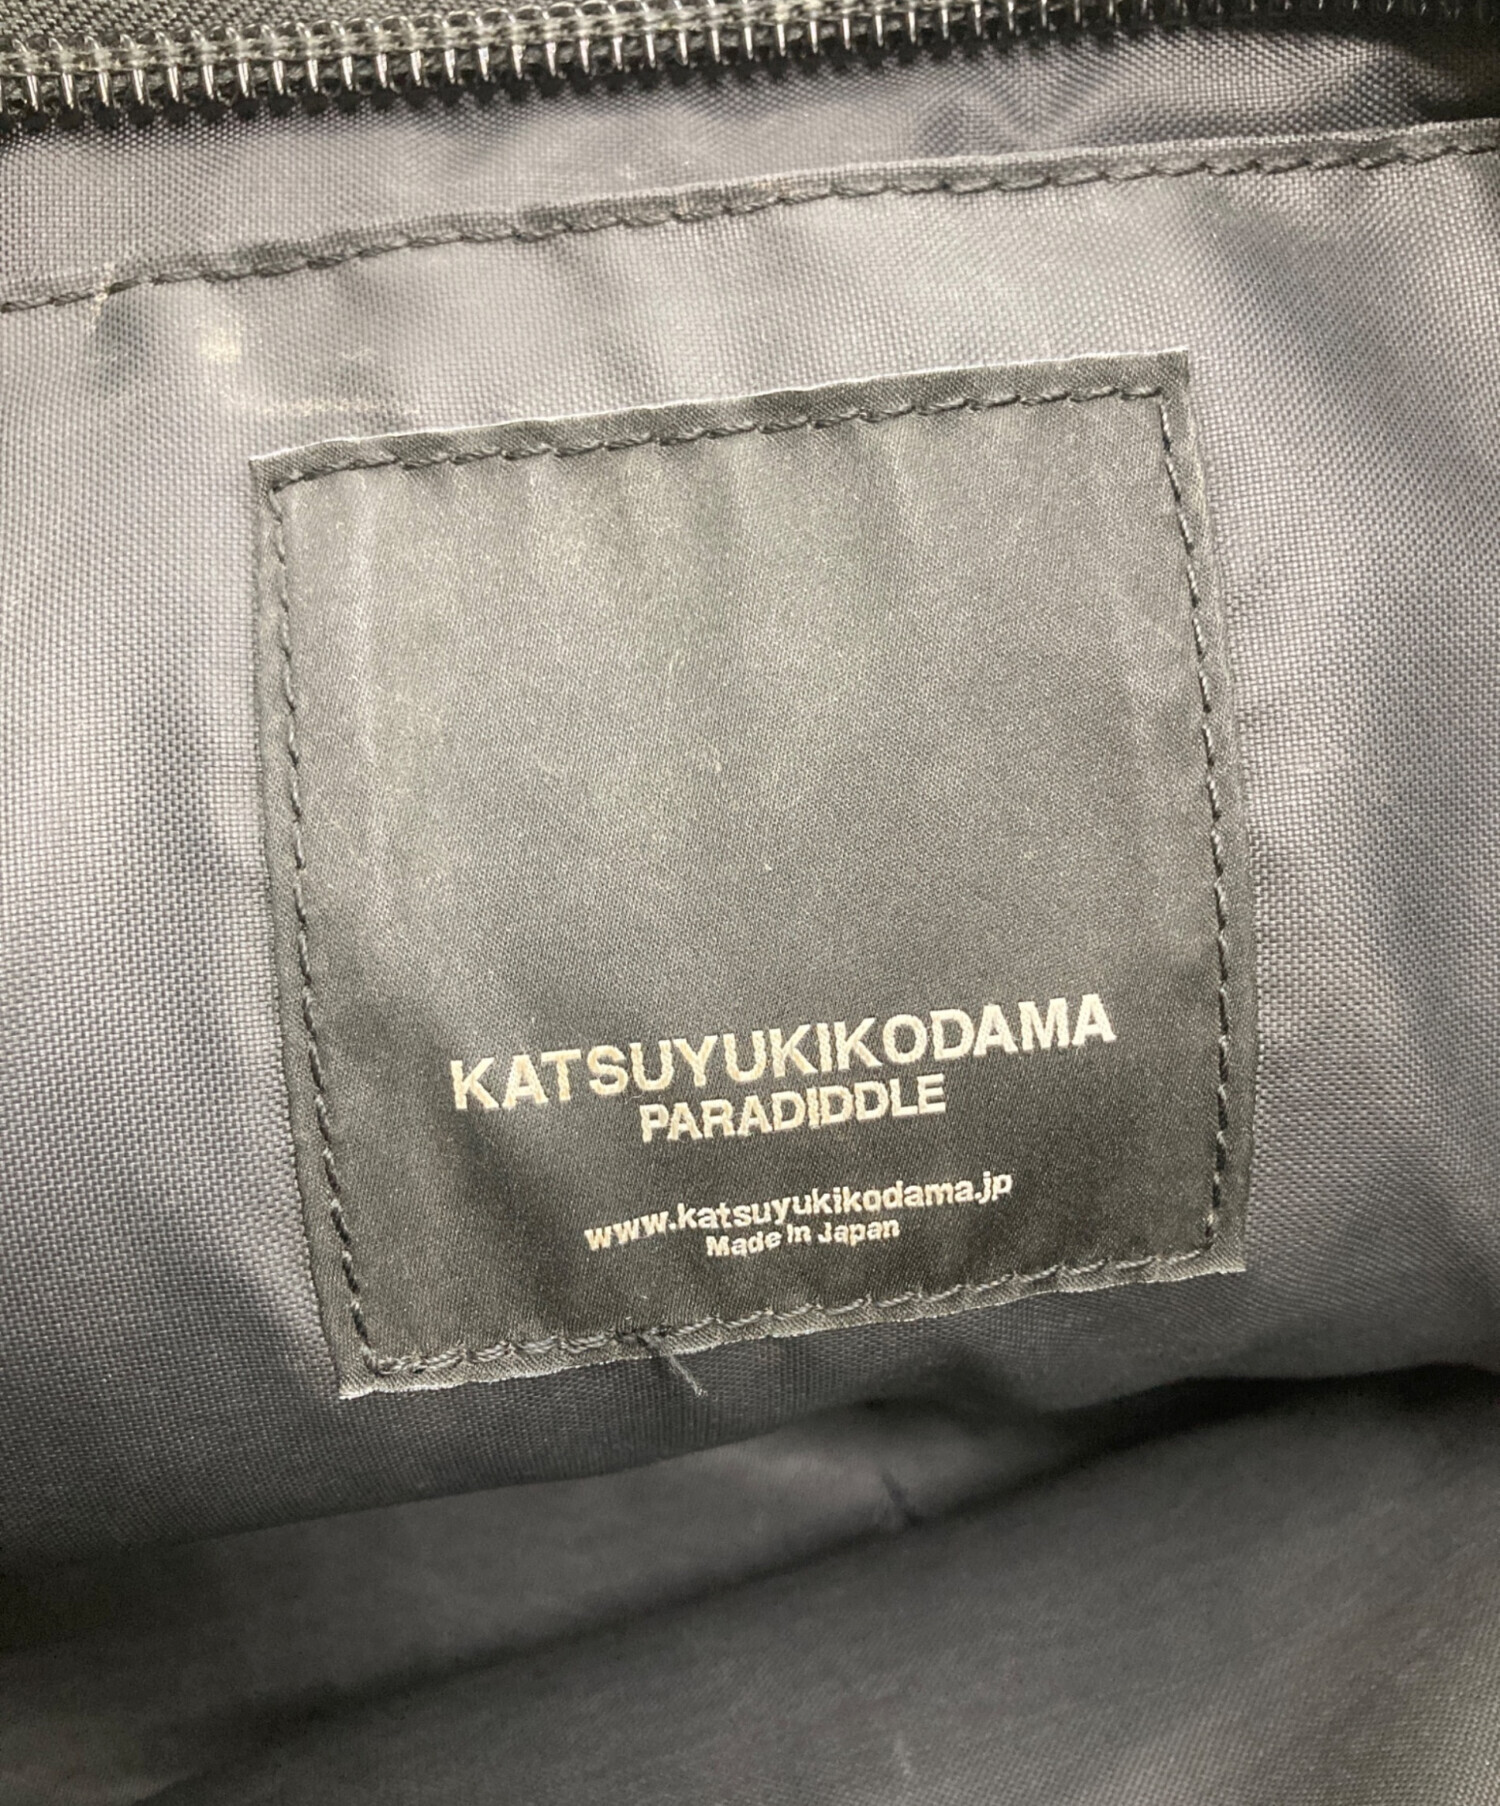 KATSUYUKIKODAMA
PARADIDDLE
www.katsuyukikodama.jp
Made In Japan